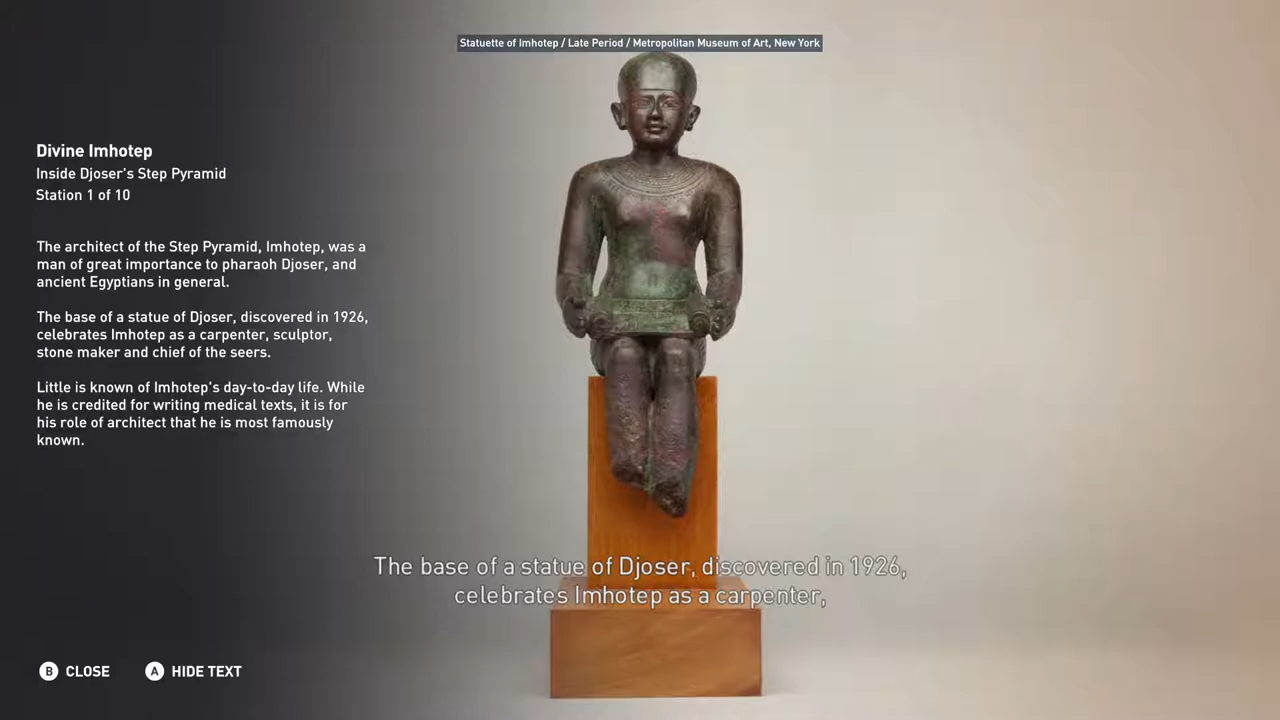 Statuette of Imhotep / Late Period / Metropolitan Museum of Art, New York
Divine Imhotep
Inside Djoser's Step Pyramid
Station 1 of 10
The architect of the Step Pyramid, Imhotep, was a
man of great importance to pharaoh Djoser, and
ancient Egyptians in general.
The base of a statue of Djoser, discovered in 1926,
celebrates Imhotep as a carpenter, sculptor,
stone maker and chief of the seers.
Little is known of Imhotep's day-to-day life. While
he is credited for writing medical texts, it is for
his role of architect that he is most famously
known.
The base of a statue of Djoser, discovered in 1926,
celebrates Imhotep as a carpenter,
B CLOSE A HIDE TEXT